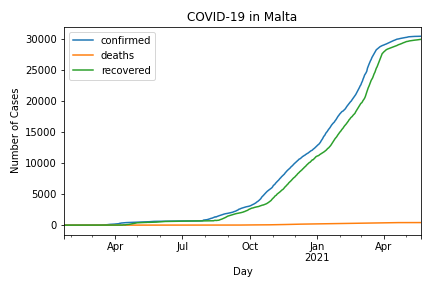 COVID-19 in Malta
confirmed
deaths
recovered
Number of Cases
30000
25000
20000
15000
10000
5000
0
Apr Jul Oct Jan Apr
2021
Day